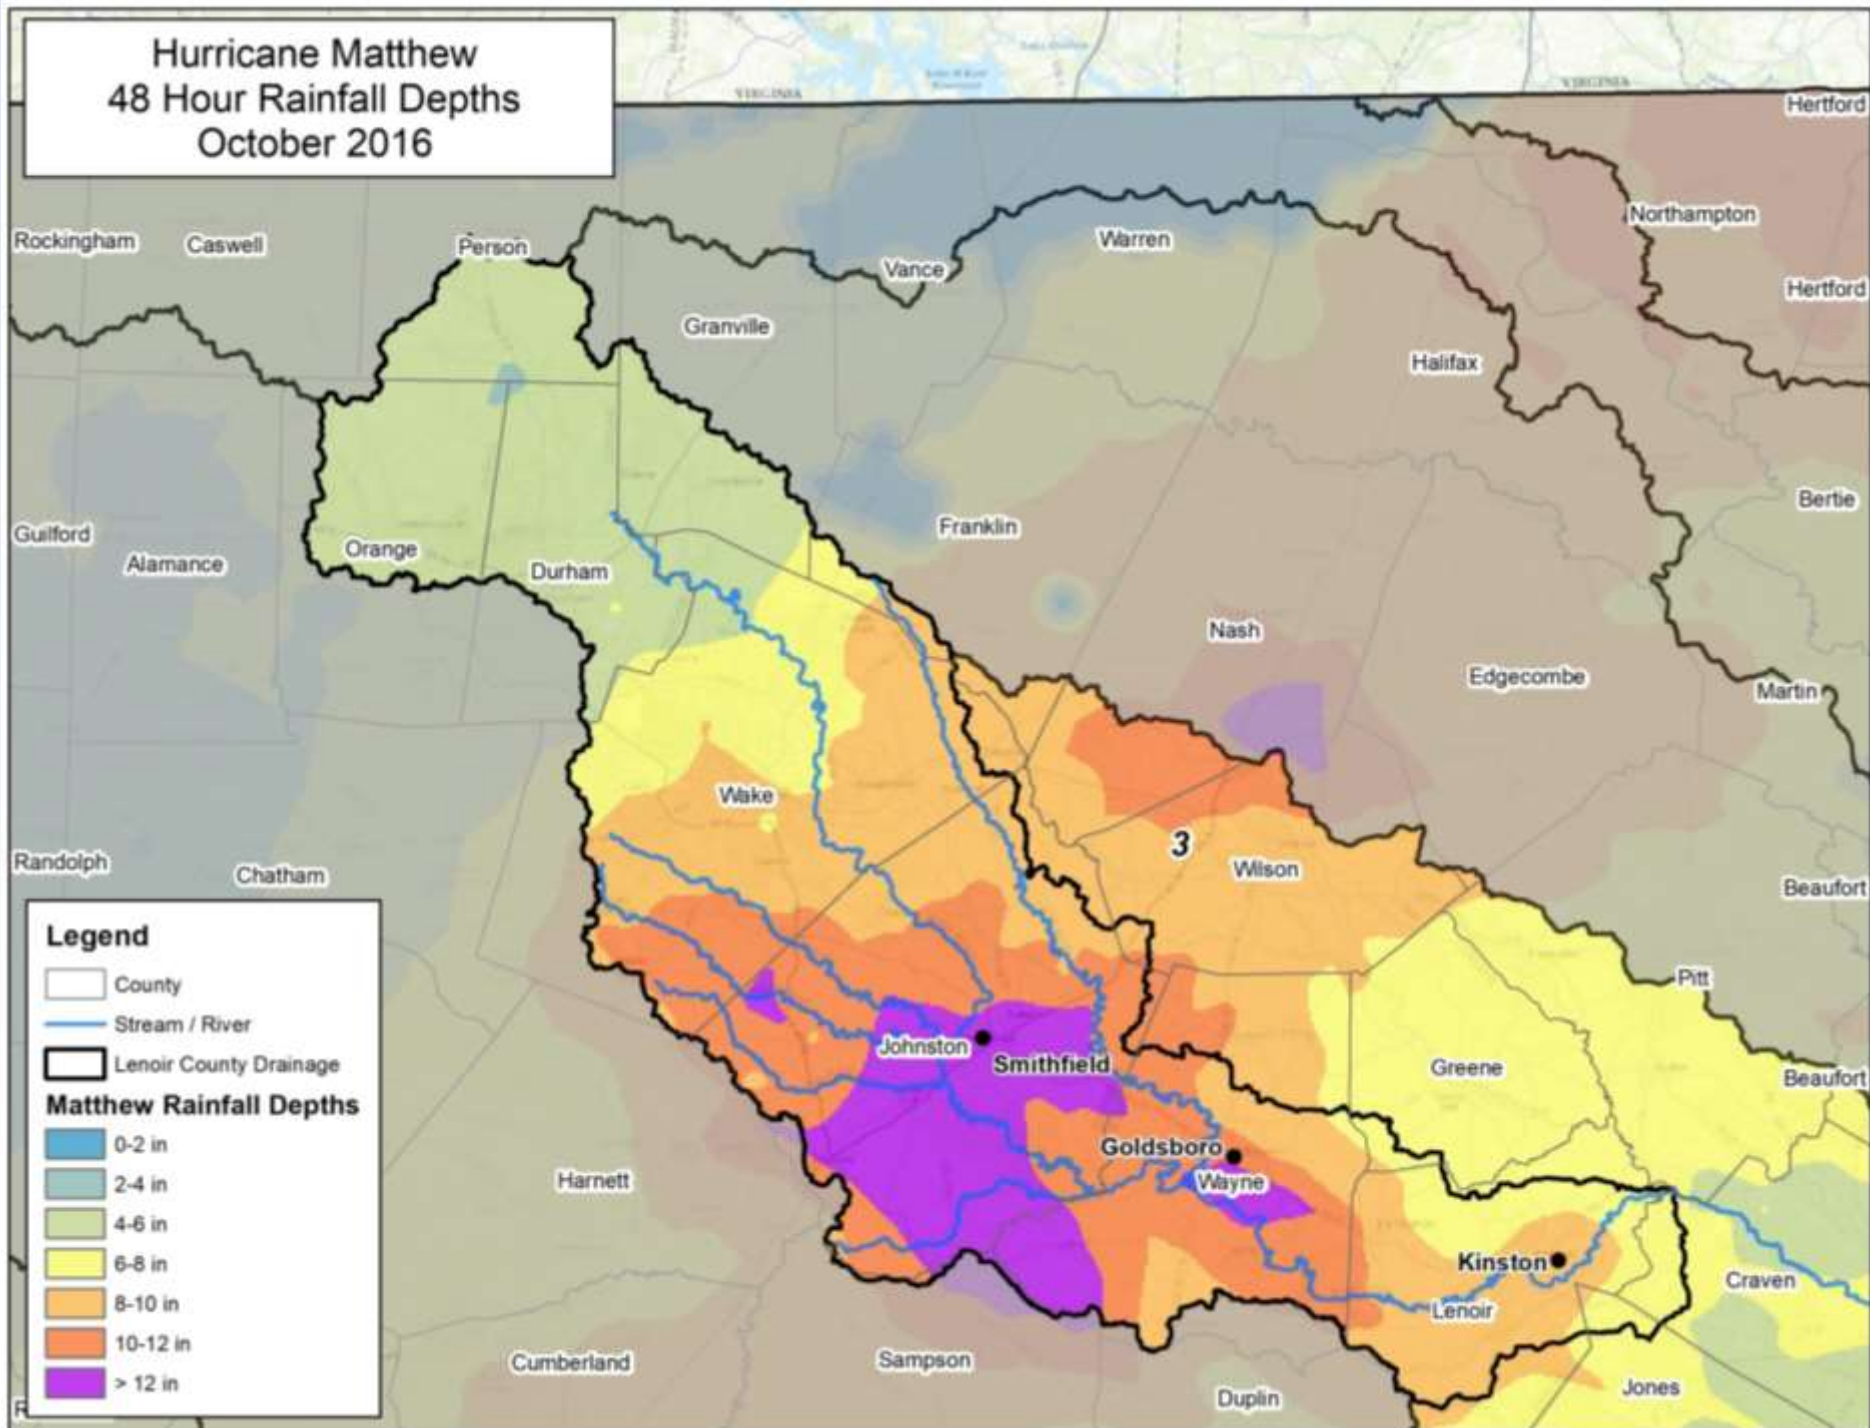 Hurricane Matthew
48 Hour Rainfall Depths
October 2016
VIRGINIA
VIRGINIA
Hertford
Northampton
Rockingham
Caswell
Person
Warren
Vance
Hertford
Granville
Halifax
Bertie
Guilford
Franklin
Orange
Alamance
Durham
Nash
Edgecombe
Martin
Wake
3
Wilson
Randolph
Chatham
Beaufort
Pitt
Johnston
Smithfield
Greene
Beaufort
Goldsboro
Wayne
Harnett
Kinston
Craven
Lenoir
Cumberland
Sampson
Duplin
Jones
Legend
County
Stream / River
Lenoir County Drainage
Matthew Rainfall Depths
0-2 in
2-4 in
4-6 in
6-8 in
8-10 in
10-12 in
> 12 in